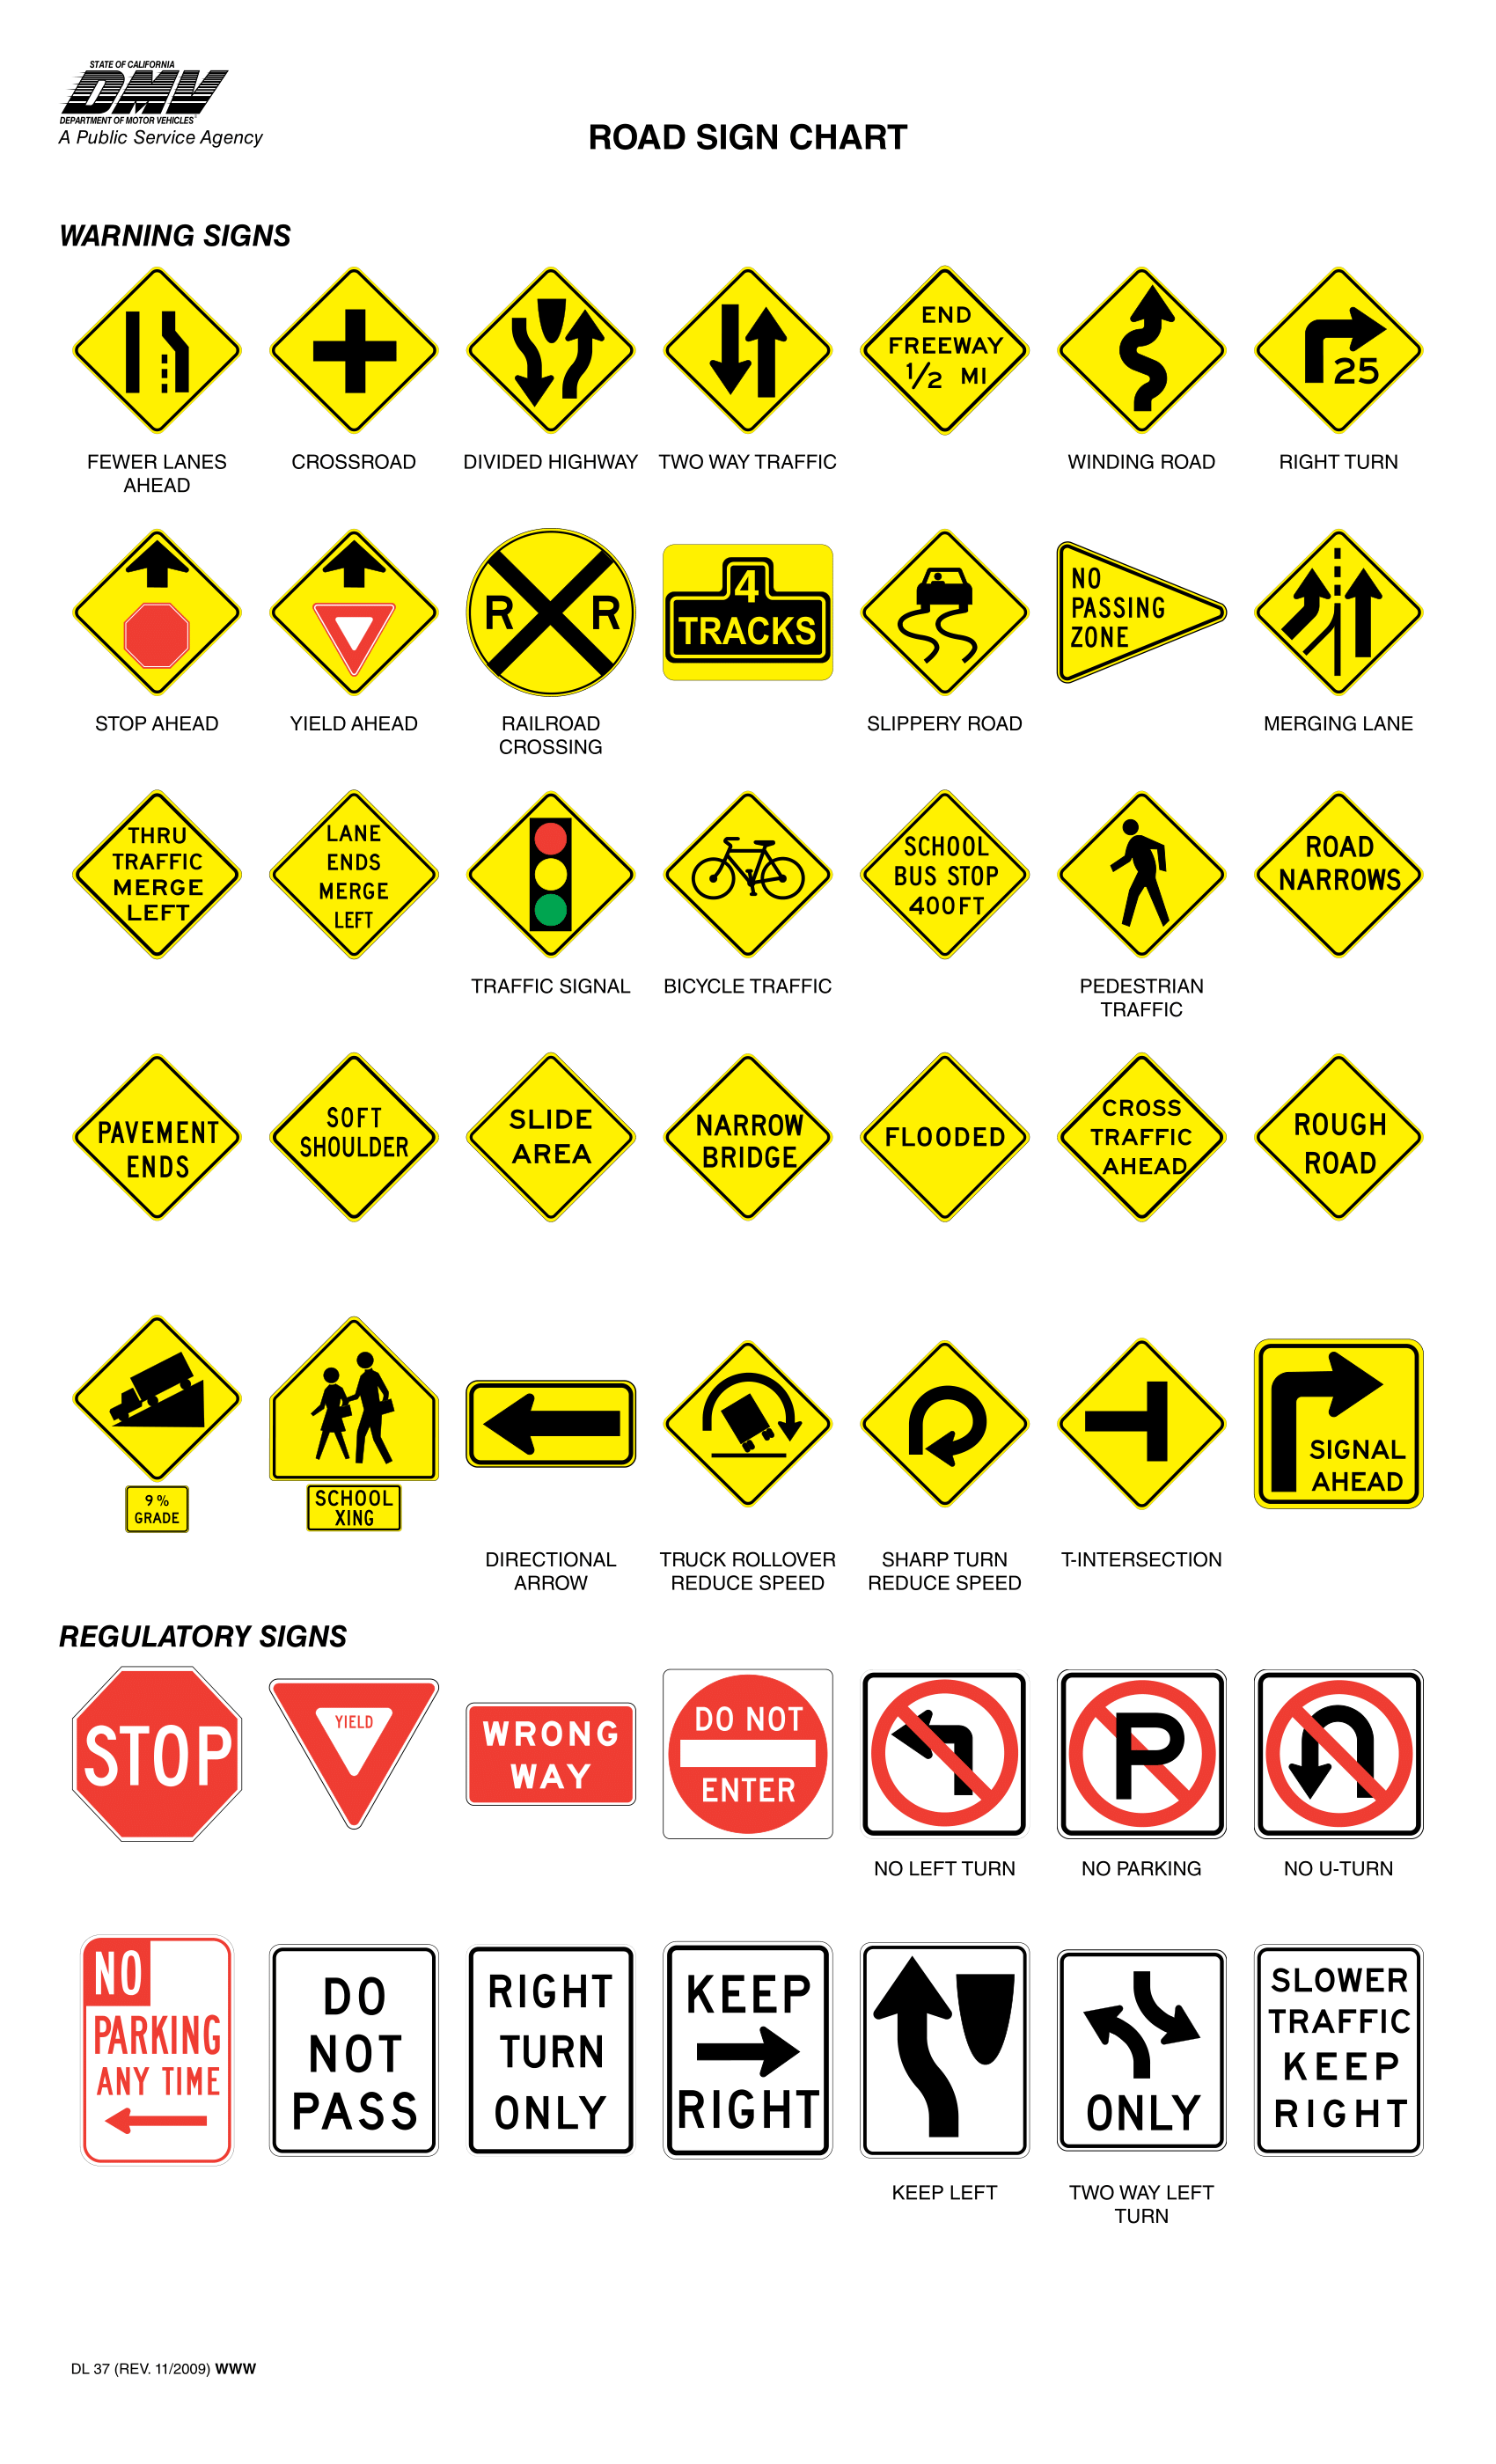 STATE OF CALIFORNIA
DMV
DEPARTMENT OF MOTOR VEHICLES®
A Public Service Agency
ROAD SIGN CHART
WARNING SIGNS
END
FREEWAY
1/2 MI
25
FEWER LANES
AHEAD
CROSSROAD
DIVIDED HIGHWAY
TWO WAY TRAFFIC
WINDING ROAD
RIGHT TURN
R R
4
TRACKS
NO
PASSING
ZONE
STOP AHEAD
YIELD AHEAD
RAILROAD
CROSSING
SLIPPERY ROAD
MERGING LANE
THRU
TRAFFIC
MERGE
LEFT
LANE
ENDS
MERGE
LEFT
SCHOOL
BUS STOP
400 FT
ROAD
NARROWS
TRAFFIC SIGNAL
BICYCLE TRAFFIC
PEDESTRIAN
TRAFFIC
PAVEMENT
ENDS
SOFT
SHOULDER
SLIDE
AREA
NARROW
BRIDGE
FLOODED
CROSS
TRAFFIC
AHEAD
ROUGH
ROAD
9 %
GRADE
SCHOOL
XING
SIGNAL
AHEAD
DIRECTIONAL
ARROW
TRUCK ROLLOVER
REDUCE SPEED
SHARP TURN
REDUCE SPEED
T-INTERSECTION
REGULATORY SIGNS
STOP
YIELD
WRONG
WAY
DO NOT
ENTER
P
NO LEFT TURN
NO PARKING
NO U-TURN
NO
PARKING
ANY TIME
DO
NOT
PASS
RIGHT
TURN
ONLY
KEEP
RIGHT
ONLY
SLOWER
TRAFFIC
KEEP
RIGHT
KEEP LEFT
TWO WAY LEFT
TURN
DL 37 (REV. 11/2009) WWW